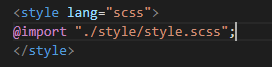 <style lang="scss">
@import "./style/style.scss";
</style>